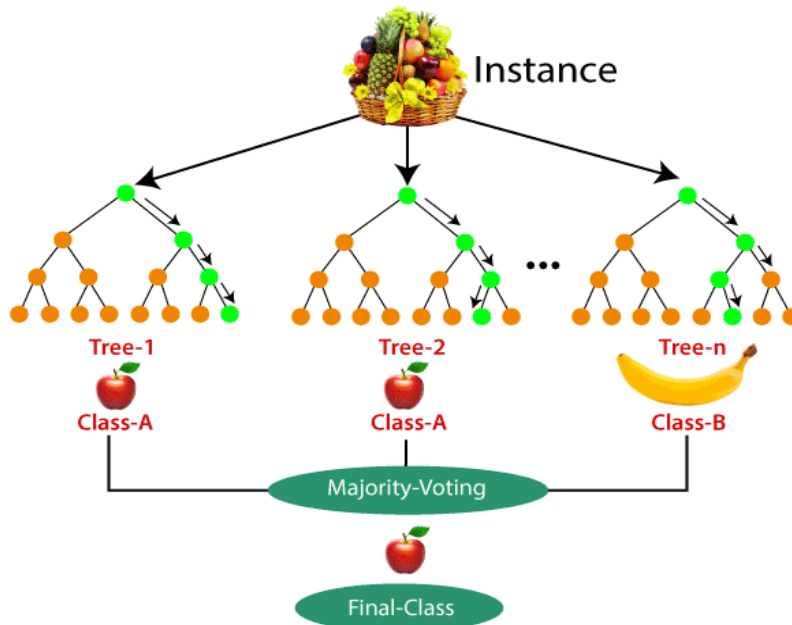 Instance
...
Tree-1
Tree-2
Tree-n
Class-A
Class-A
Class-B
Majority-Voting
Final-Class